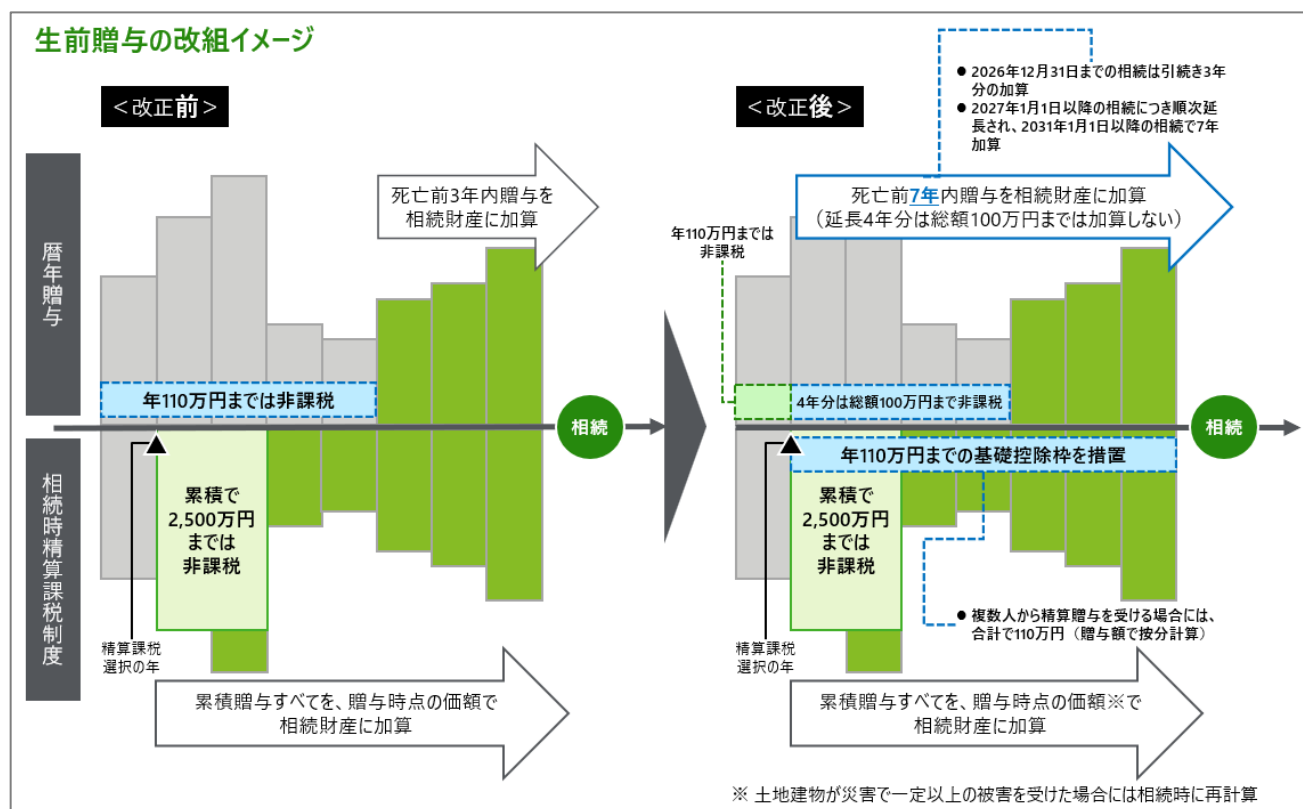 生前贈与の改組イメージ
＜改正前＞
死亡前3年内贈与を
相続財産に加算
暦年贈与
年110万円までは非課税
相続
相続時精算課税制度
累積で
2,500万円
までは
非課税
精算課税
選択の年
累積贈与すべてを、贈与時点の価額で
相続財産に加算
＜改正後＞
● 2026年12月31日までの相続は引続き3年
分の加算
● 2027年1月1日以降の相続につき順次延
長され、2031年1月1日以降の相続で7年
加算
死亡前7年内贈与を相続財産に加算
（延長4年分は総額100万円までは加算しない）
年110万円までは
非課税
4年分は総額100万円まで非課税
相続
年110万円までの基礎控除枠を措置
累積で
2,500万円
までは
非課税
● 複数人から精算贈与を受ける場合には、
合計で110万円（贈与額で按分計算）
精算課税
選択の年
累積贈与すべてを、贈与時点の価額※で
相続財産に加算
※ 土地建物が災害で一定以上の被害を受けた場合には相続時に再計算